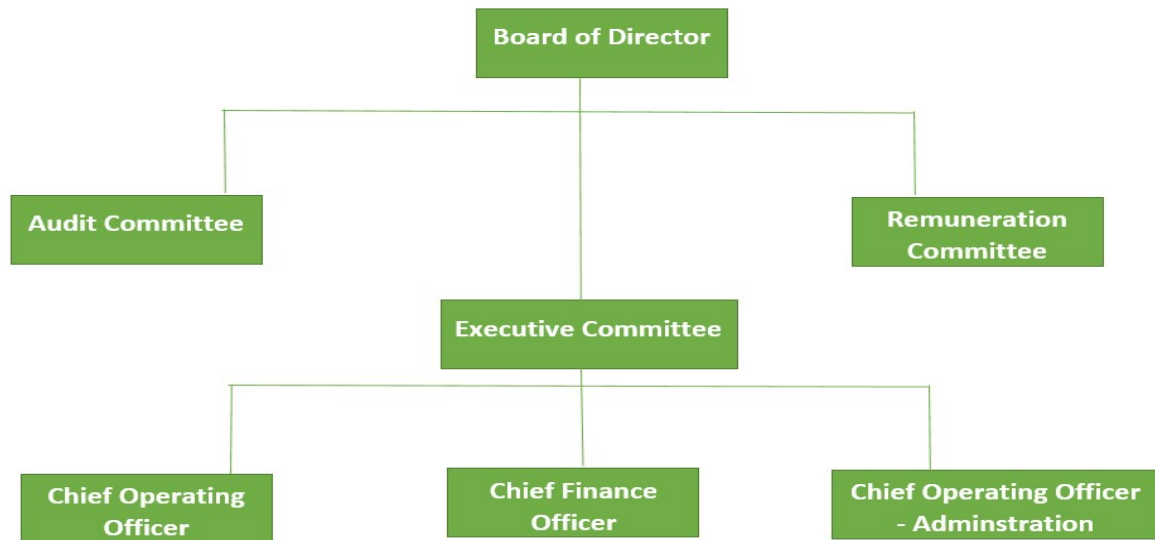 Board of Director
Audit Committee
Remuneration
Committee
Executive Committee
Chief Operating
Officer
Chief Finance
Officer
Chief Operating Officer
- Adminstration